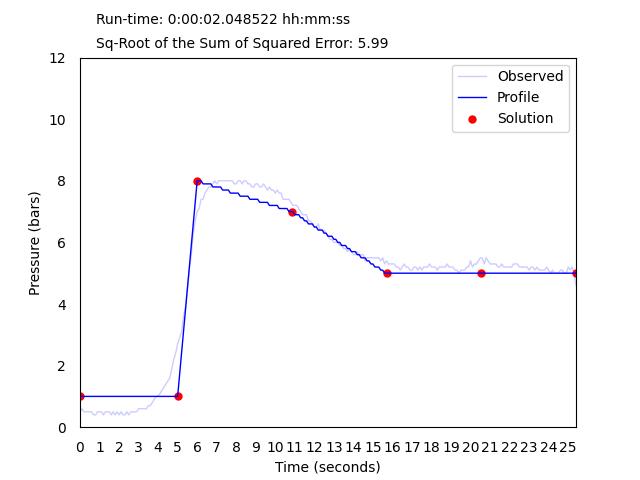 Run-time: 0:00:02.048522 hh:mm:ss
Sq-Root of the Sum of Squared Error: 5.99
12
10
8
6
4
2
0
Pressure (bars)
Observed
Profile
Solution
0 1 2 3 4 5 6 7 8 9 10 11 12 13 14 15 16 17 18 19 20 21 22 23 24 25
Time (seconds)